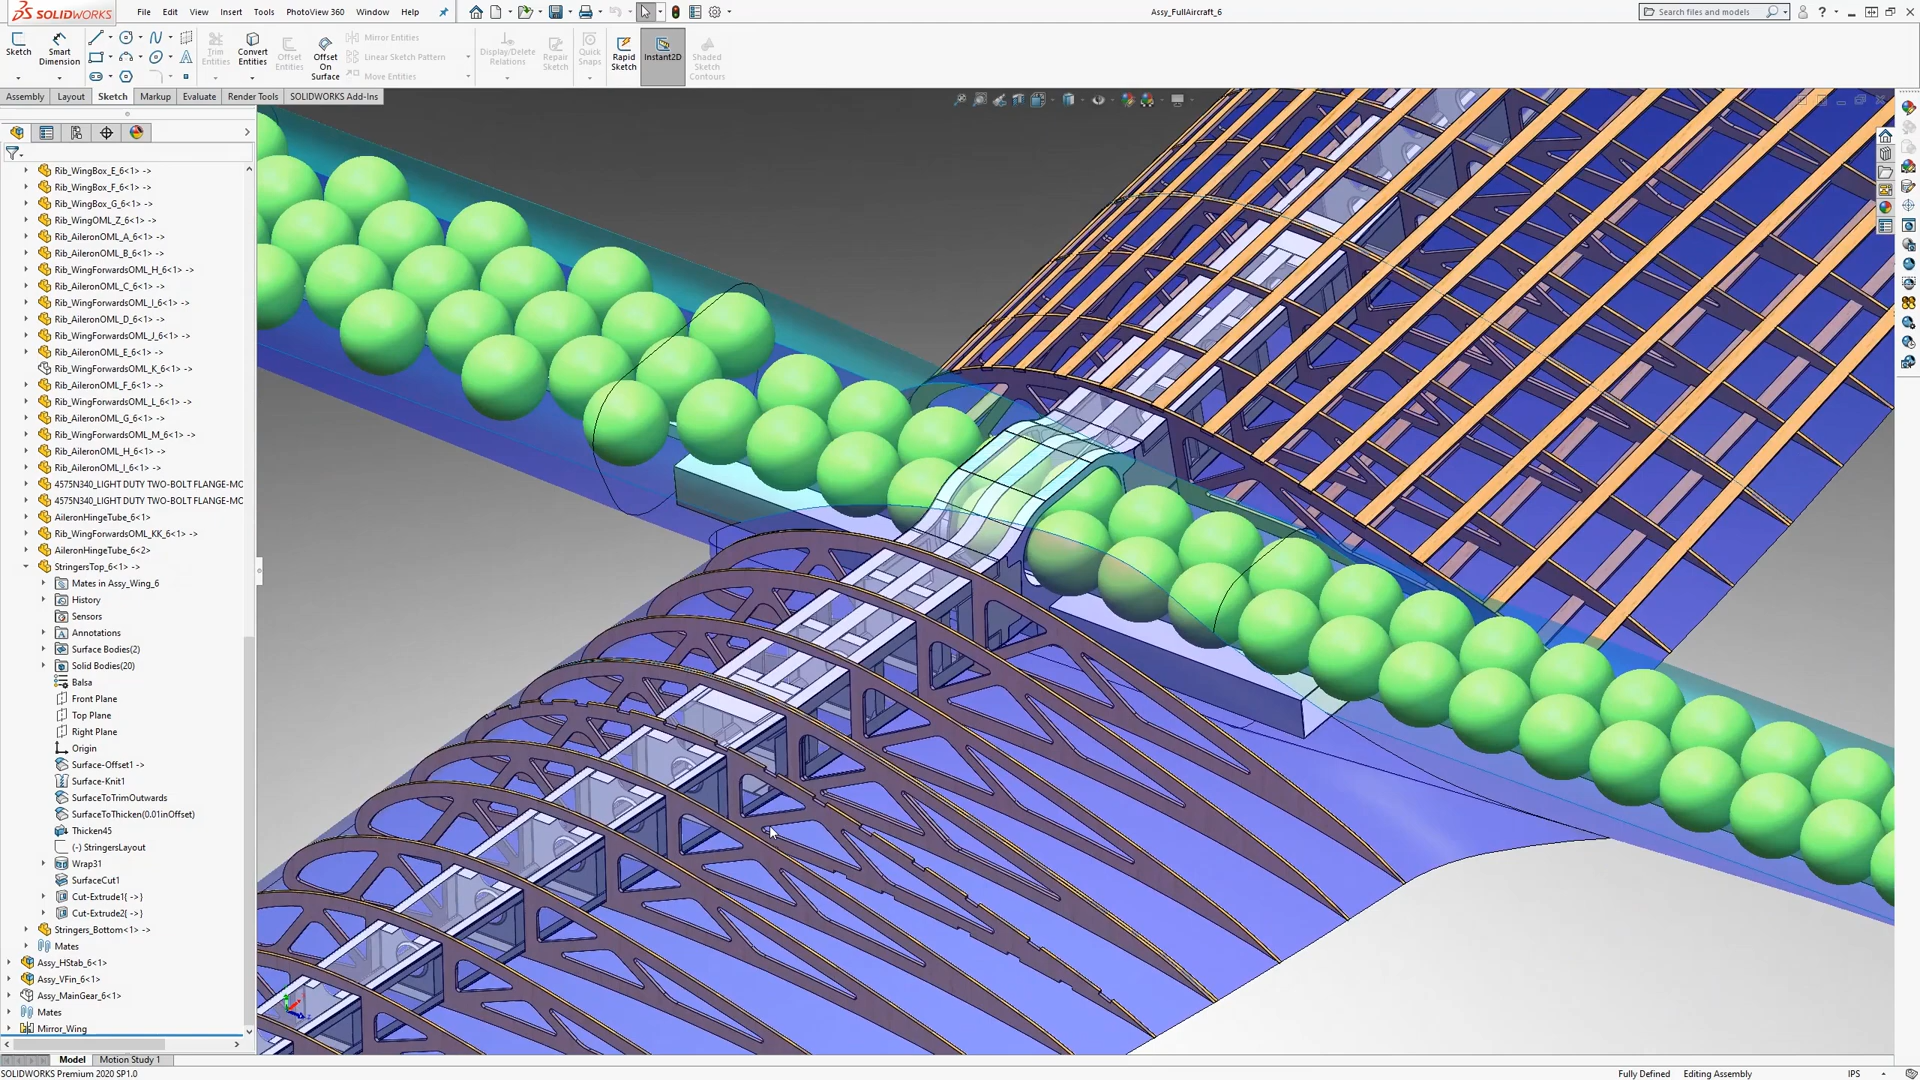 SOLIDWORKS
File Edit View Insert Tools PhotoView 360 Window Help
Assy_FullAircraft_6
Search files and models
Sketch
Smart Dimension
Trim Entities
Convert Entities
Offset Entities
Offset On Surface
Mirror Entities
Linear Sketch Pattern
Move Entities
Display/Delete Relations
Repair Sketch
Quick Snaps
Rapid Sketch
Instant2D
Shaded Sketch Contours
Assembly Layout Sketch Markup Evaluate Render Tools SOLIDWORKS Add-Ins
Rib_WingBox_E_6<1> ->
Rib_WingBox_F_6<1> ->
Rib_WingBox_G_6<1> ->
Rib_WingOML_Z_6<1> ->
Rib_AileronOML_A_6<1> ->
Rib_AileronOML_B_6<1> ->
Rib_WingForwardsOML_H_6<1> ->
Rib_AileronOML_C_6<1> ->
Rib_WingForwardsOML_I_6<1> ->
Rib_AileronOML_D_6<1> ->
Rib_WingForwardsOML_J_6<1> ->
Rib_AileronOML_E_6<1> ->
Rib_WingForwardsOML_K_6<1> ->
Rib_AileronOML_F_6<1> ->
Rib_WingForwardsOML_L_6<1> ->
Rib_AileronOML_G_6<1> ->
Rib_WingForwardsOML_M_6<1> ->
Rib_AileronOML_H_6<1> ->
Rib_AileronOML_I_6<1> ->
4575N340_LIGHT DUTY TWO-BOLT FLANGE-MO
4575N340_LIGHT DUTY TWO-BOLT FLANGE-MO
AileronHingeTube_6<1>
Rib_WingForwardsOML_KK_6<1> ->
AileronHingeTube_6<2>
StringersTop_6<1> ->
Mates in Assy_Wing_6
History
Sensors
Annotations
Surface Bodies(2)
Solid Bodies(20)
Balsa
Front Plane
Top Plane
Right Plane
Origin
Surface-Offset1 ->
Surface-Knit1
SurfaceToTrimOutwards
SurfaceToThicken(0.01inOffset)
Thicken45
(-) StringersLayout
Wrap31
SurfaceCut1
Cut-Extrude1{ ->}
Cut-Extrude2{ ->}
Stringers_Bottom<1> ->
Mates
Assy_HStab_6<1>
Assy_VFin_6<1>
Assy_MainGear_6<1>
Mates
Mirror_Wing
Model Motion Study 1
SOLIDWORKS Premium 2020 SP1.0
Fully Defined Editing Assembly IPS